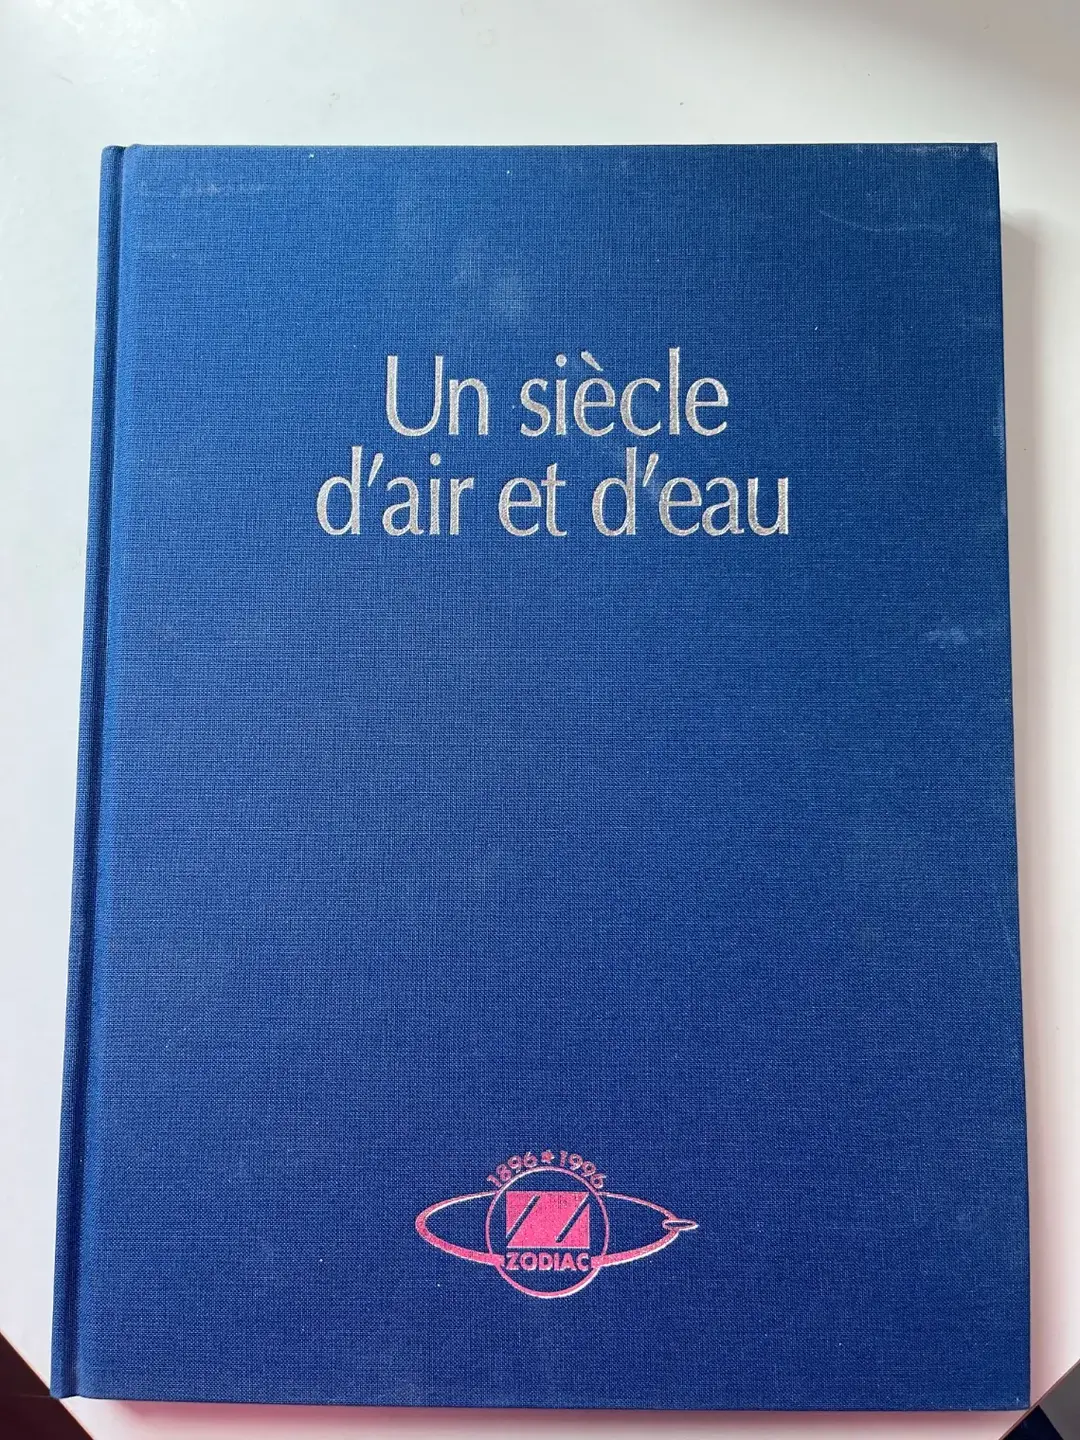 Un siècle
d'air et d'eau
1896★1996
ZODIAC